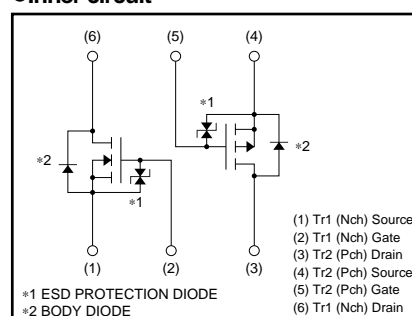 Inner circuit
(6) (5) (4)
*1
*2
*2
*1
(1) (2) (3)
(1) Tr1 (Nch) Source
(2) Tr1 (Nch) Gate
(3) Tr2 (Pch) Drain
(4) Tr2 (Pch) Source
(5) Tr2 (Pch) Gate
(6) Tr1 (Nch) Drain
*1 ESD PROTECTION DIODE
*2 BODY DIODE